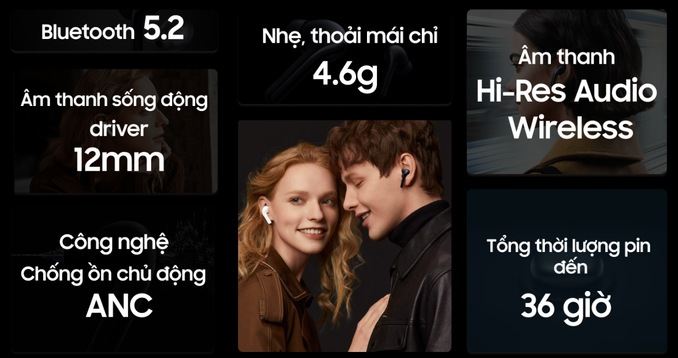 Bluetooth 5.2
Âm thanh sống động
driver
12mm
Công nghệ
Chống ồn chủ động
ANC
Nhẹ, thoải mái chỉ
4.6g
Âm thanh
Hi-Res Audio
Wireless
Tổng thời lượng pin
đến
36 giờ